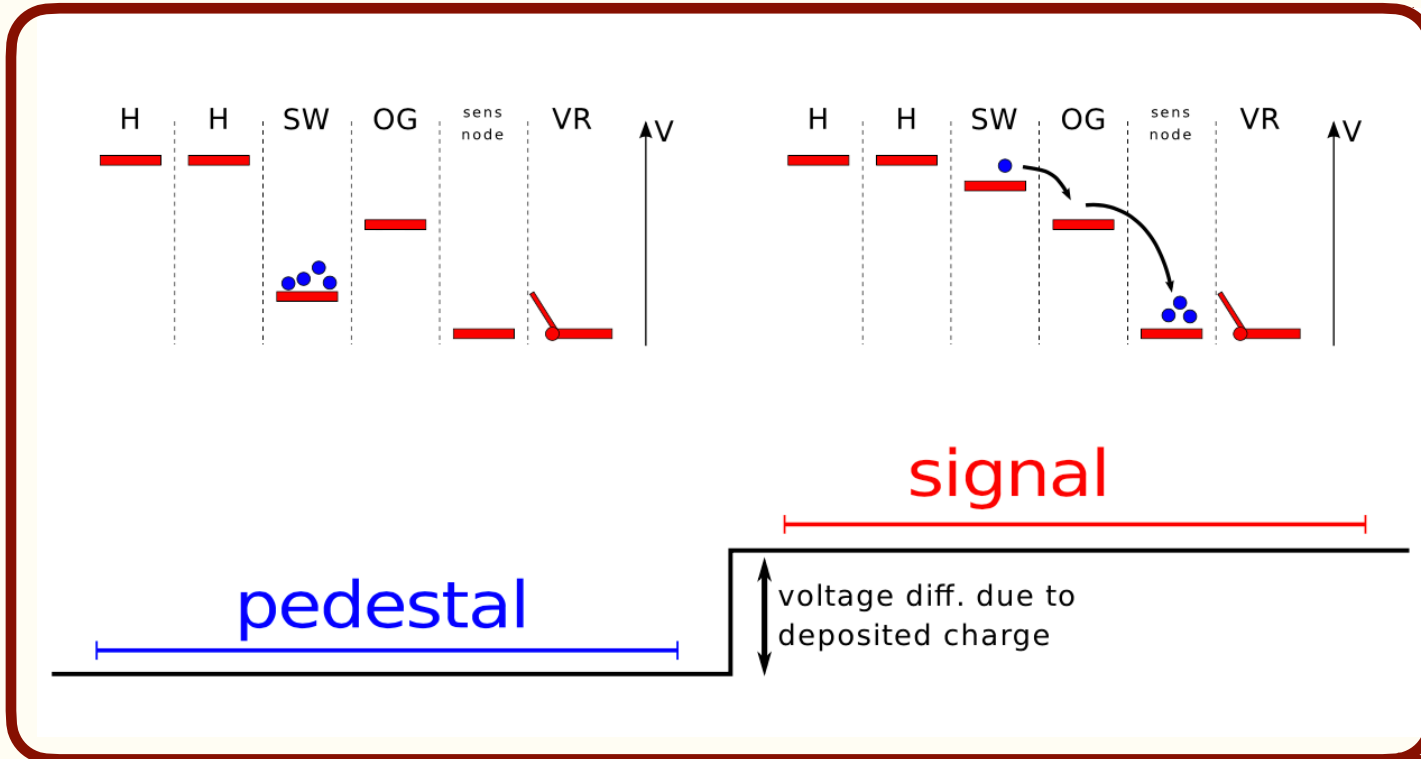 H H SW OG sens node VR V
H H SW OG sens node VR V
signal
pedestal
voltage diff. due to
deposited charge